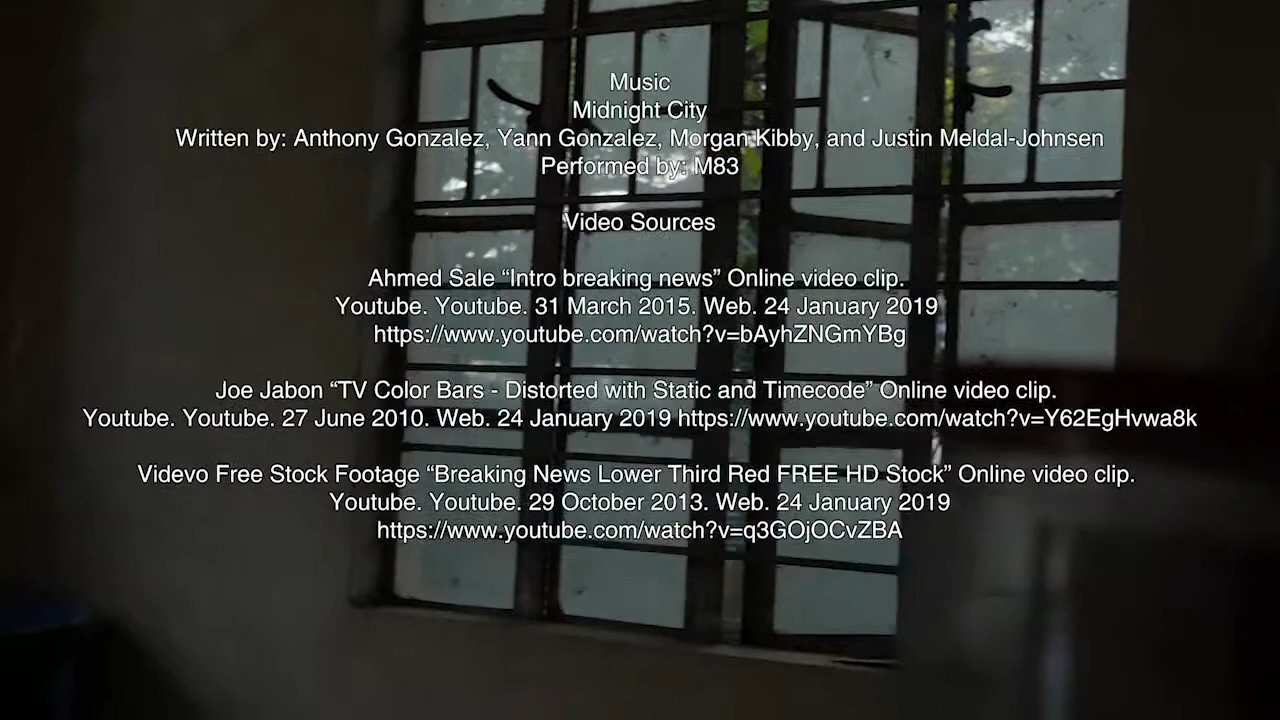 Music
Midnight City
Written by: Anthony Gonzalez, Yann Gonzalez, Morgan Kibby, and Justin Meldal-Johnsen
Performed by: M83
Video Sources
Ahmed Sale “Intro breaking news” Online video clip.
Youtube. Youtube. 31 March 2015. Web. 24 January 2019
https://www.youtube.com/watch?v=bAyhZNGmYBg
Joe Jabon “TV Color Bars - Distorted with Static and Timecode” Online video clip.
Youtube. Youtube. 27 June 2010. Web. 24 January 2019 https://www.youtube.com/watch?v=Y62EgHvwa8k
Videvo Free Stock Footage “Breaking News Lower Third Red FREE HD Stock” Online video clip.
Youtube. Youtube. 29 October 2013. Web. 24 January 2019
https://www.youtube.com/watch?v=q3GOjOCvZBA